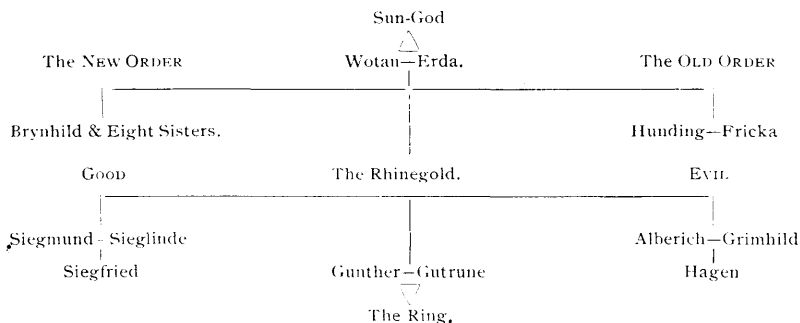 Sun-God
The NEW ORDER Wotan—Erda. The OLD ORDER
Brynhild & Eight Sisters. Hunding—Fricka
GOOD The Rhinegold. EVIL
Siegmund - Sieglinde Alberich—Grimhild
Siegfried Gunther—Gutrune Hagen
The Ring.